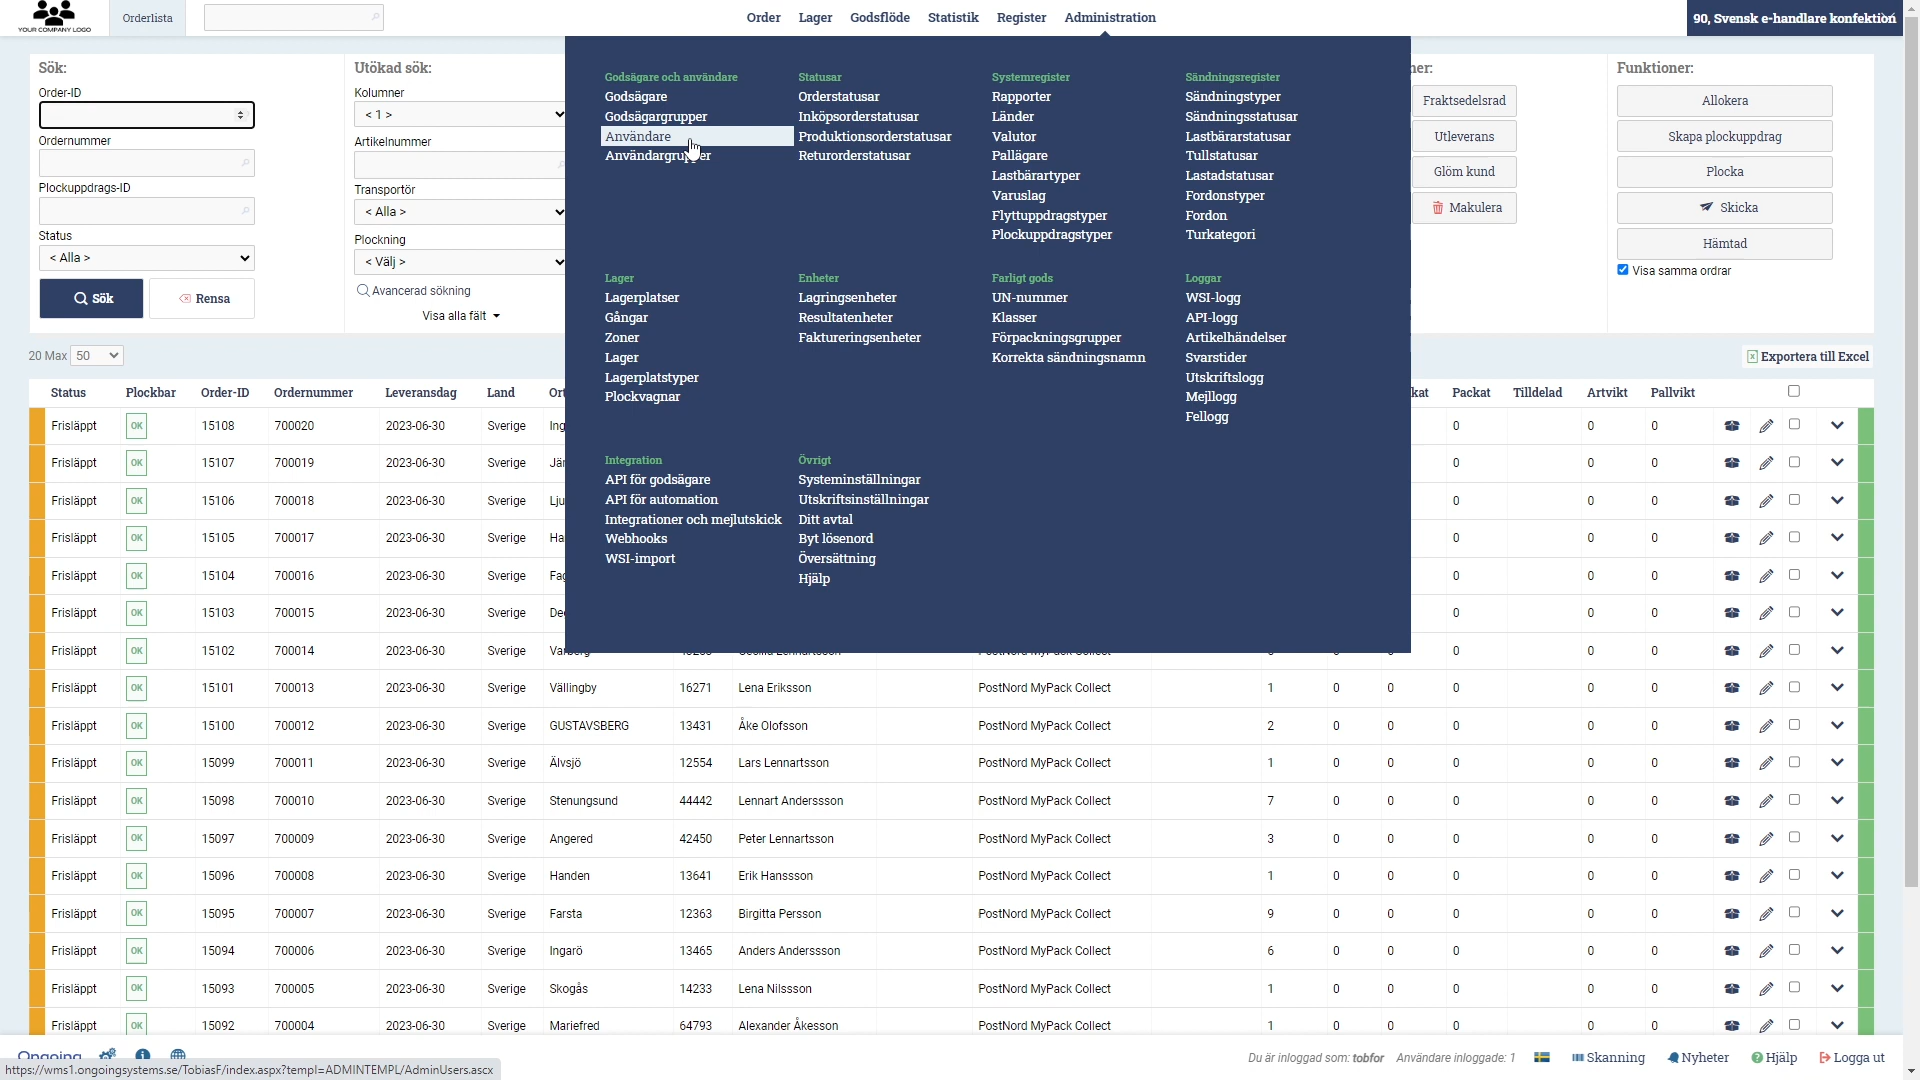 YOUR COMPANY LOGO
Orderlista
Order Lager Godsflöde Statistik Register Administration
90, Svensk e-handlare konfektion
Sök:
Order-ID
Ordernummer
Plockuppdrags-ID
Status
< Alla >
Sök
Rensa
Utökad sök:
Kolumner
< 1 >
Artikelnummer
Transportör
< Alla >
Plockning
< Välj >
Avancerad sökning
Visa alla fält
Godsägare och användare
Godsägare
Godsägargrupper
Användare
Användargrupper
Statusar
Orderstatusar
Inköpsorderstatusar
Produktionsorderstatusar
Returorderstatusar
Systemregister
Rapporter
Länder
Valutor
Pallägare
Lastbärartyper
Varuslag
Flyttuppdragstyper
Plockuppdragstyper
Sändningsregister
Sändningstyper
Sändningsstatusar
Lastbärarstatusar
Tullstatusar
Lastadstatusar
Fordonstyper
Fordon
Turkategori
Lager
Lagerplatser
Gångar
Zoner
Lager
Lagerplatstyper
Plockvagnar
Enheter
Lagringsenheter
Resultatenheter
Faktureringsenheter
Farligt gods
UN-nummer
Klasser
Förpackningsgrupper
Korrekta sändningsnamn
Loggar
WSI-logg
API-logg
Artikelhändelser
Svarstider
Utskriftslogg
Mejllogg
Fellogg
Integration
API för godsägare
API för automation
Integrationer och mejlutskick
Webhooks
WSI-import
Övrigt
Systeminställningar
Utskriftsinställningar
Ditt avtal
Byt lösenord
Översättning
Hjälp
ner:
Fraktsedelsrad
Utleverans
Glöm kund
Makulera
Funktioner:
Allokera
Skapa plockuppdrag
Plocka
Skicka
Hämtad
Visa samma ordrar
20 Max 50
Exportera till Excel
Status Plockbar Order-ID Ordernummer Leveransdag Land Ort kat Packat Tilldelad Artvikt Pallvikt
Frisläppt OK 15108 700020 2023-06-30 Sverige Ing 0 0 0
Frisläppt OK 15107 700019 2023-06-30 Sverige Jär 0 0 0
Frisläppt OK 15106 700018 2023-06-30 Sverige Lju 0 0 0
Frisläppt OK 15105 700017 2023-06-30 Sverige Ha 0 0 0
Frisläppt OK 15104 700016 2023-06-30 Sverige Fag 0 0 0
Frisläppt OK 15103 700015 2023-06-30 Sverige De 0 0 0
Frisläppt OK 15102 700014 2023-06-30 Sverige Varberg Cecilia Lennartsson PostNord MyPack Collect 0 0 0 0 0
Frisläppt OK 15101 700013 2023-06-30 Sverige Vällingby 16271 Lena Eriksson PostNord MyPack Collect 1 0 0 0 0 0
Frisläppt OK 15100 700012 2023-06-30 Sverige GUSTAVSBERG 13431 Åke Olofsson PostNord MyPack Collect 2 0 0 0 0 0
Frisläppt OK 15099 700011 2023-06-30 Sverige Älvsjö 12554 Lars Lennartsson PostNord MyPack Collect 1 0 0 0 0 0
Frisläppt OK 15098 700010 2023-06-30 Sverige Stenungsund 44442 Lennart Anderssson PostNord MyPack Collect 7 0 0 0 0 0
Frisläppt OK 15097 700009 2023-06-30 Sverige Angered 42450 Peter Lennartsson PostNord MyPack Collect 3 0 0 0 0 0
Frisläppt OK 15096 700008 2023-06-30 Sverige Handen 13641 Erik Hanssson PostNord MyPack Collect 1 0 0 0 0 0
Frisläppt OK 15095 700007 2023-06-30 Sverige Farsta 12363 Birgitta Persson PostNord MyPack Collect 9 0 0 0 0 0
Frisläppt OK 15094 700006 2023-06-30 Sverige Ingarö 13465 Anders Anderssson PostNord MyPack Collect 6 0 0 0 0 0
Frisläppt OK 15093 700005 2023-06-30 Sverige Skogås 14233 Lena Nilssson PostNord MyPack Collect 1 0 0 0 0 0
Frisläppt OK 15092 700004 2023-06-30 Sverige Mariefred 64793 Alexander Åkesson PostNord MyPack Collect 1 0 0 0 0 0
Ongoing
Du är inloggad som: tobfor Användare inloggade: 1 Skanning Nyheter Hjälp Logga ut
https://wms1.ongoingsystems.se/TobiasF/index.aspx?templ=ADMINTEMPL/AdminUsers.ascx